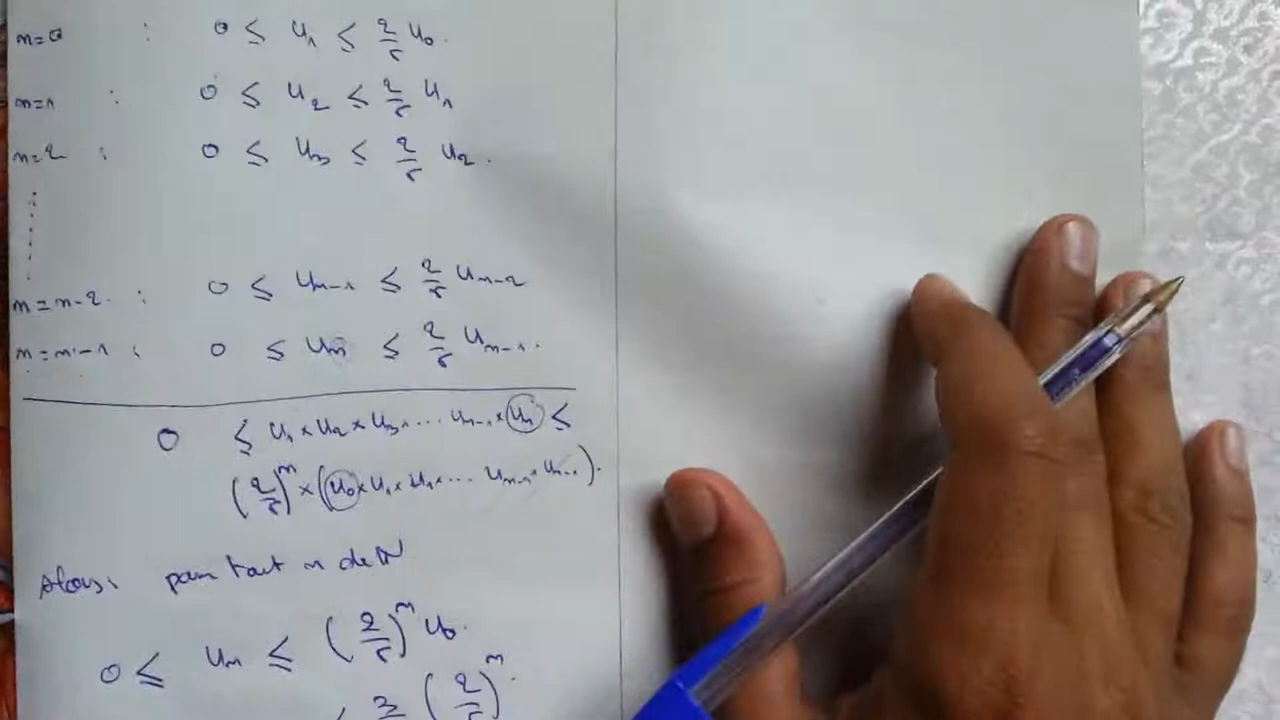 n=0 : 0 ≤ u₁ ≤ 2/5 u₀.
n=1 : 0 ≤ u₂ ≤ 2/5 u₁
n=2 : 0 ≤ u₃ ≤ 2/5 u₂.
n=n-2. : 0 ≤ uₙ₋₁ ≤ 2/5 uₙ₋₂
n=n-1 : 0 ≤ uₙ ≤ 2/5 uₙ₋₁.
0 ≤ u₁ × u₂ × u₃ × ... uₙ₋₁ × uₙ ≤
(2/5)ⁿ × (u₀ × u₁ × u₁ × ... uₙ₋₁ × uₙ₋₁).
Alors: pour tout n de ℕ
0 ≤ uₙ ≤ (2/5)ⁿ u₀.
(2/5)ⁿ.